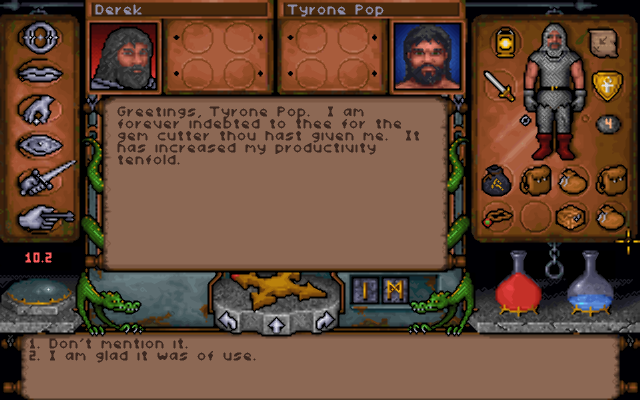 Derek
Tyrone Pop
Greetings, Tyrone Pop. I am
forever indebted to thee for the
gem cutter thou hast given me. It
has increased my productivity
tenfold.
4
10.2
1. Don't mention it.
2. I am glad it was of use.